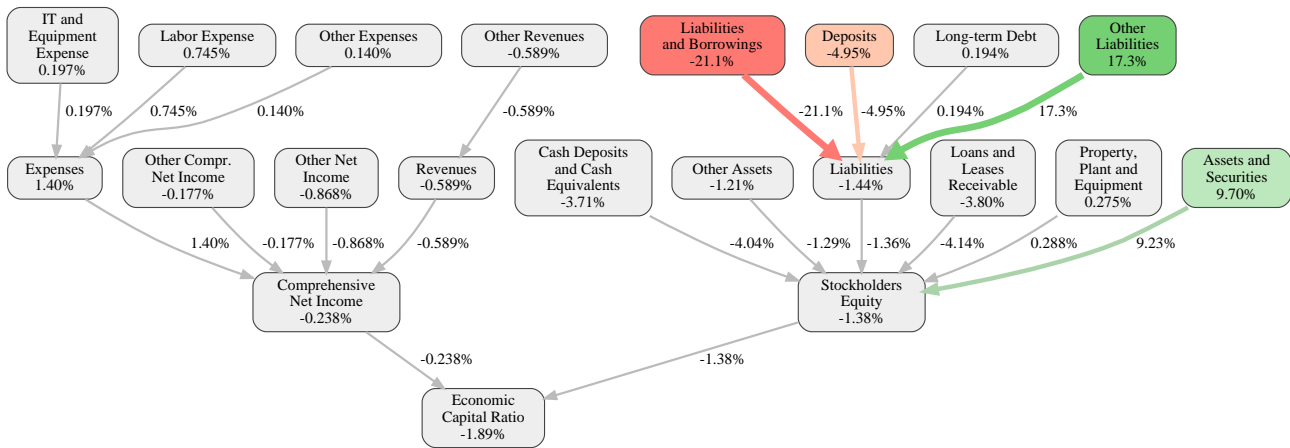 IT and
Equipment
Expense
0.197%
Labor Expense
0.745%
Other Expenses
0.140%
Other Revenues
-0.589%
Liabilities
and Borrowings
-21.1%
Deposits
-4.95%
Long-term Debt
0.194%
Other
Liabilities
17.3%
0.197%
0.745%
0.140%
-0.589%
-21.1%
-4.95%
0.194%
17.3%
Expenses
1.40%
Other Compr.
Net Income
-0.177%
Other Net
Income
-0.868%
Revenues
-0.589%
Cash Deposits
and Cash
Equivalents
-3.71%
Other Assets
-1.21%
Liabilities
-1.44%
Loans and
Leases
Receivable
-3.80%
Property,
Plant and
Equipment
0.275%
Assets and
Securities
9.70%
1.40%
-0.177%
-0.868%
-0.589%
-4.04%
-1.29%
-1.36%
-4.14%
0.288%
9.23%
Comprehensive
Net Income
-0.238%
Stockholders
Equity
-1.38%
-0.238%
-1.38%
Economic
Capital Ratio
-1.89%